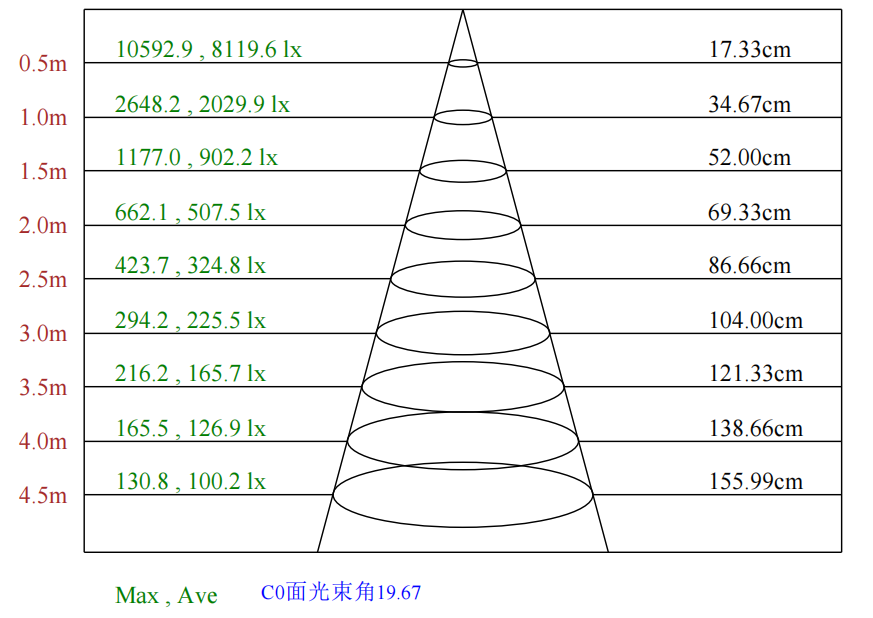 10592.9 , 8119.6 lx 17.33cm
0.5m
2648.2 , 2029.9 lx 34.67cm
1.0m
1177.0 , 902.2 lx 52.00cm
1.5m
662.1 , 507.5 lx 69.33cm
2.0m
423.7 , 324.8 lx 86.66cm
2.5m
294.2 , 225.5 lx 104.00cm
3.0m
216.2 , 165.7 lx 121.33cm
3.5m
165.5 , 126.9 lx 138.66cm
4.0m
130.8 , 100.2 lx 155.99cm
4.5m
Max , Ave C0面光束角19.67